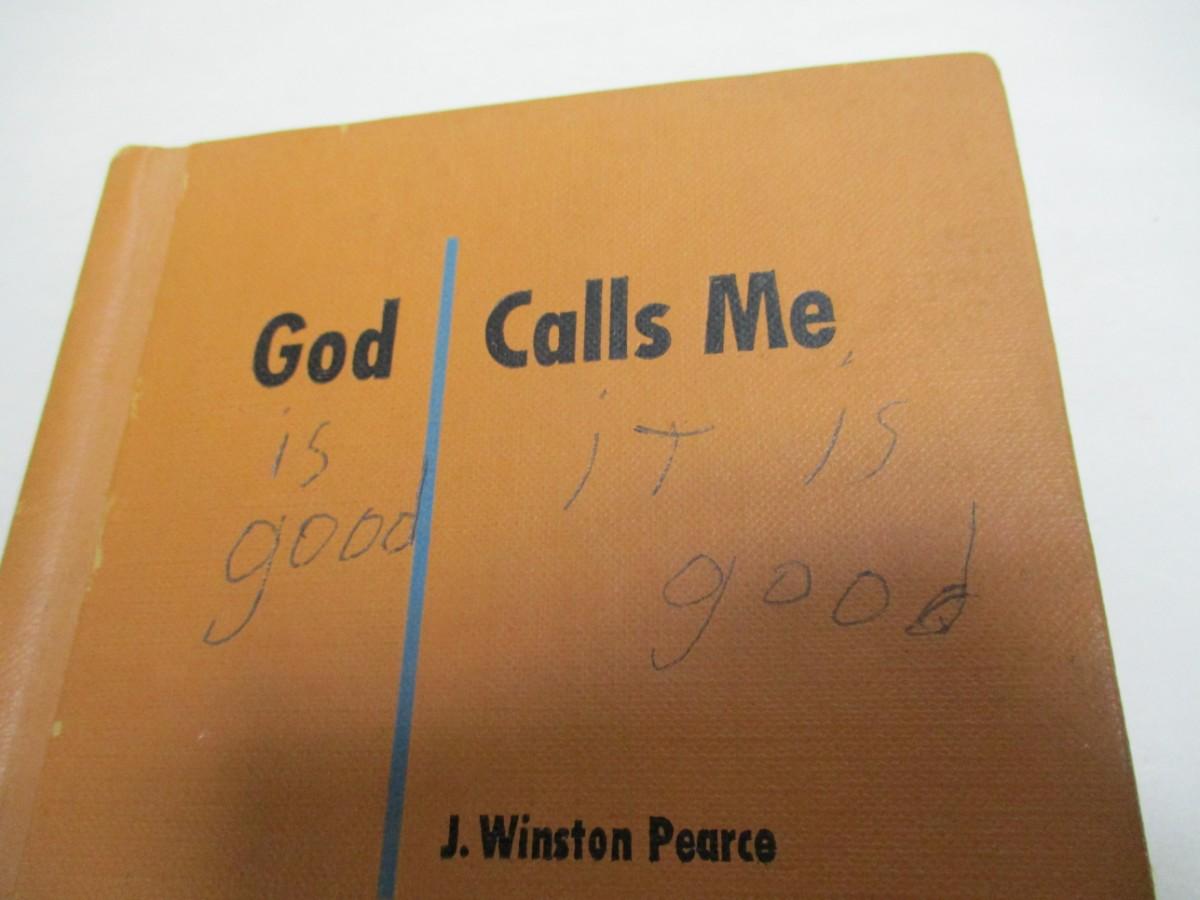 God Calls Me
is it is
good good
J. Winston Pearce